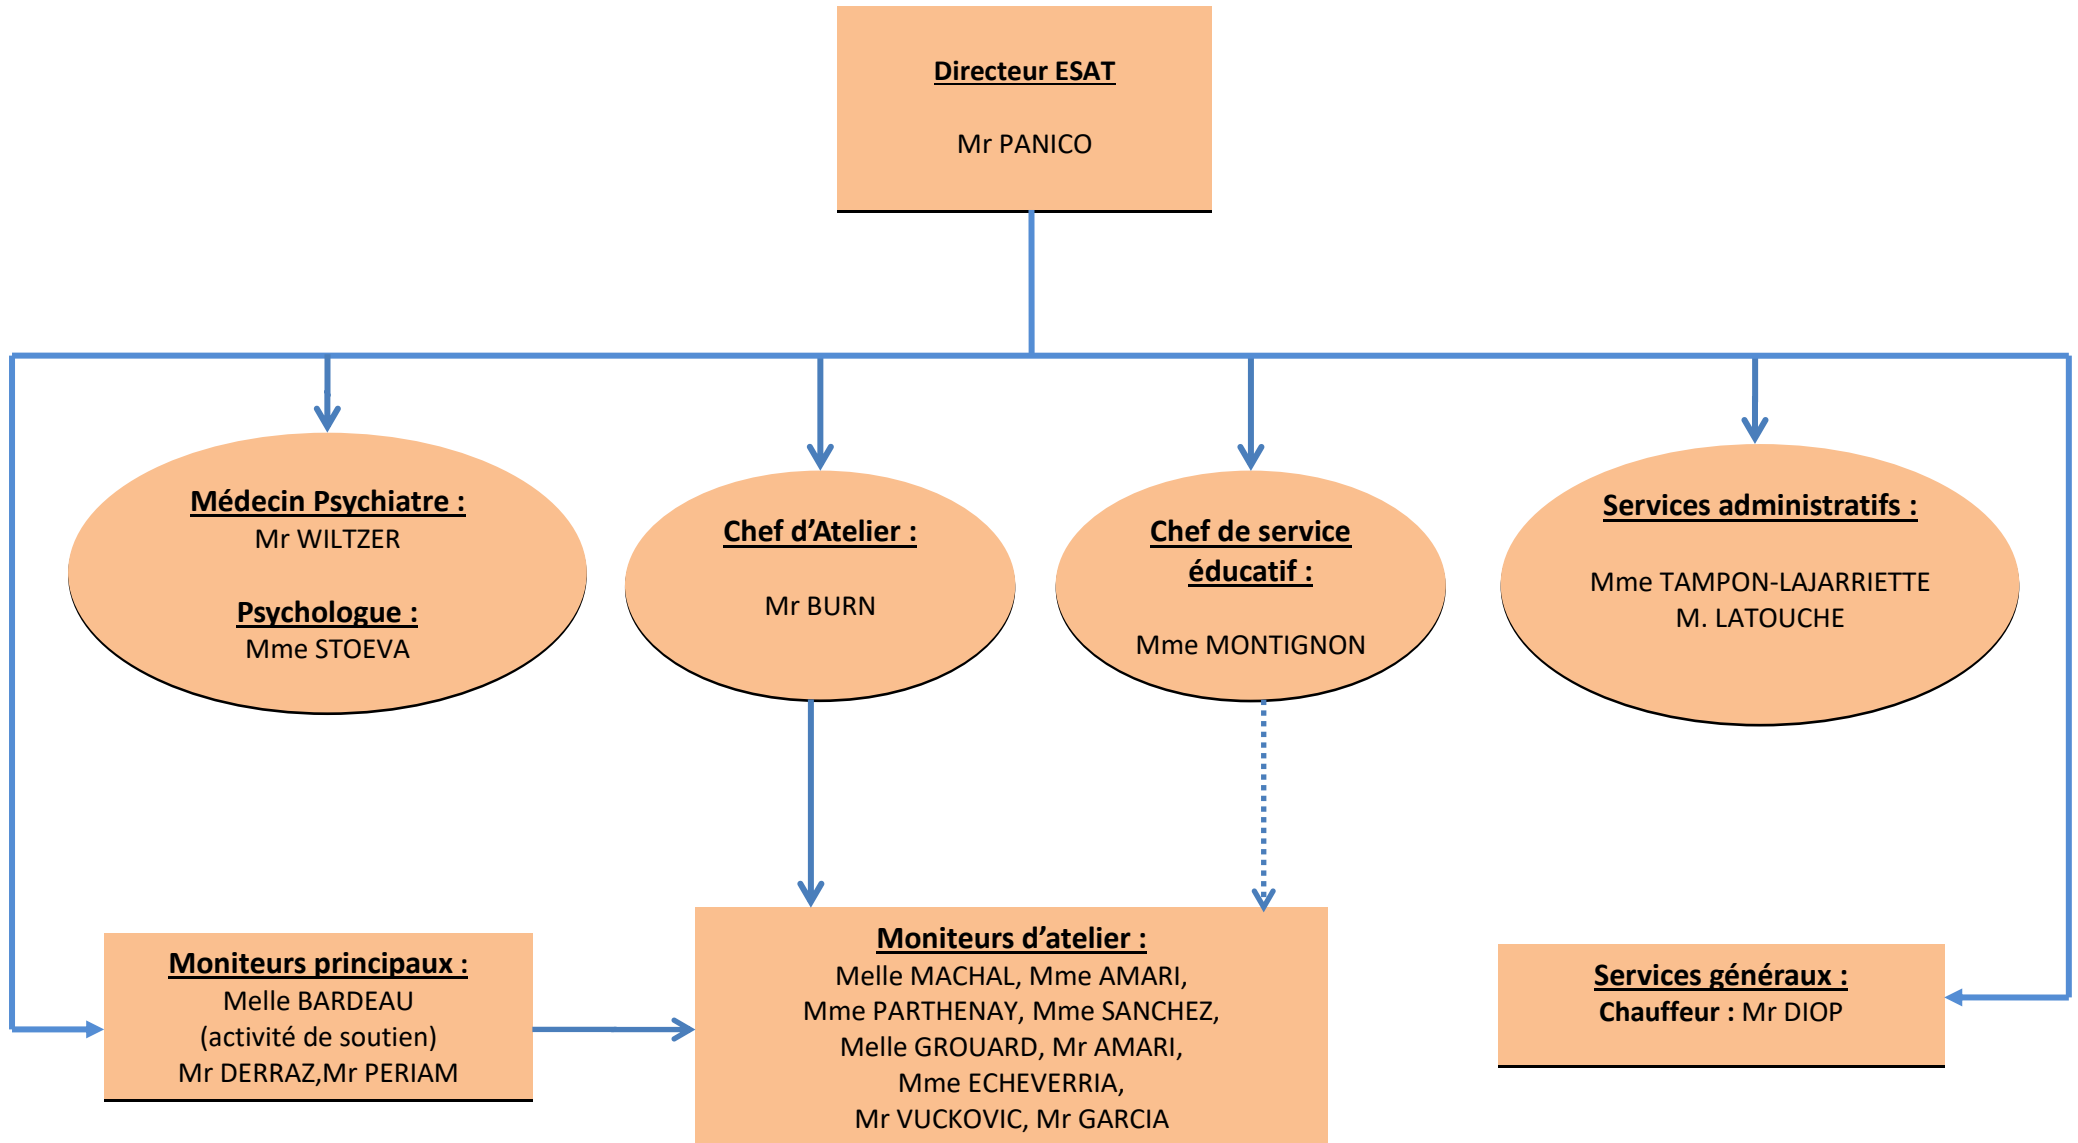 Directeur ESAT
Mr PANICO
Médecin Psychiatre :
Mr WILTZER
Psychologue :
Mme STOEVA
Chef d’Atelier :
Mr BURN
Chef de service
éducatif :
Mme MONTIGNON
Services administratifs :
Mme TAMPON-LAJARRIETTE
M. LATOUCHE
Moniteurs principaux :
Melle BARDEAU
(activité de soutien)
Mr DERRAZ,Mr PERIAM
Moniteurs d’atelier :
Melle MACHAL, Mme AMARI,
Mme PARTHENAY, Mme SANCHEZ,
Melle GROUARD, Mr AMARI,
Mme ECHEVERRIA,
Mr VUCKOVIC, Mr GARCIA
Services généraux :
Chauffeur : Mr DIOP